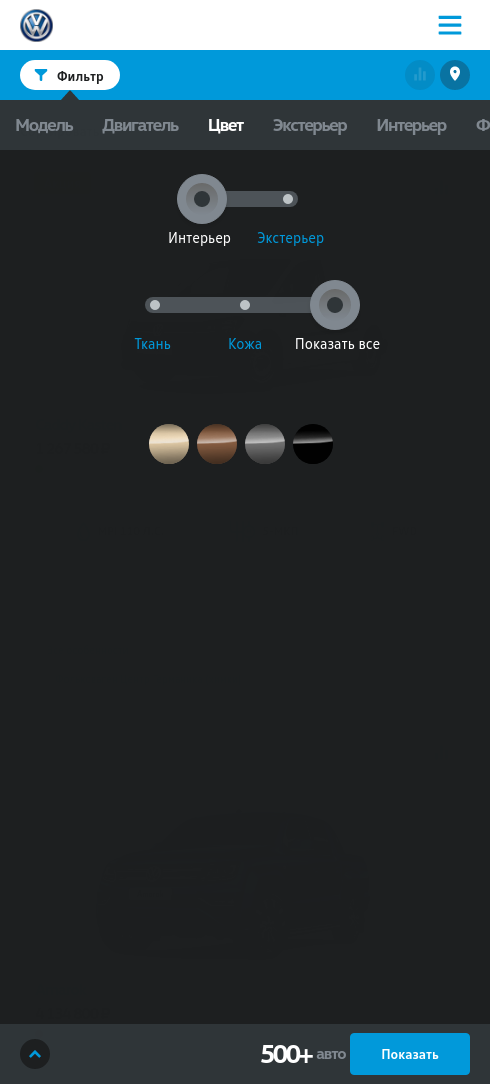 Фильтр
Модель Двигатель Цвет Экстерьер Интерьер Ф
Интерьер Экстерьер
Ткань Кожа Показать все
500+ авто Показать